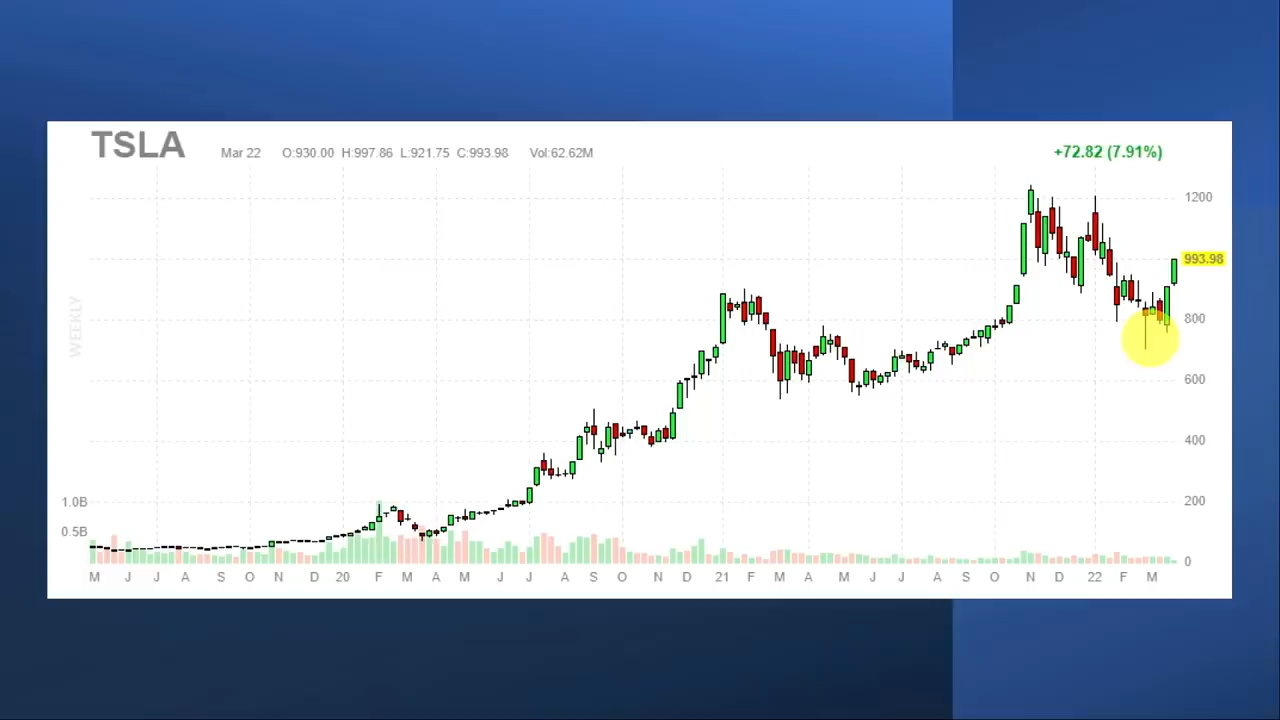 TSLA Mar 22 O:930.00 H:997.86 L:921.75 C:993.98 Vol:62.62M +72.82 (7.91%)
1200
993.98
WEEKLY
800
600
400
1.0B 200
0.5B
0
M J J A S O N D 20 F M A M J J A S O N D 21 F M A M J J A S O N D 22 F M